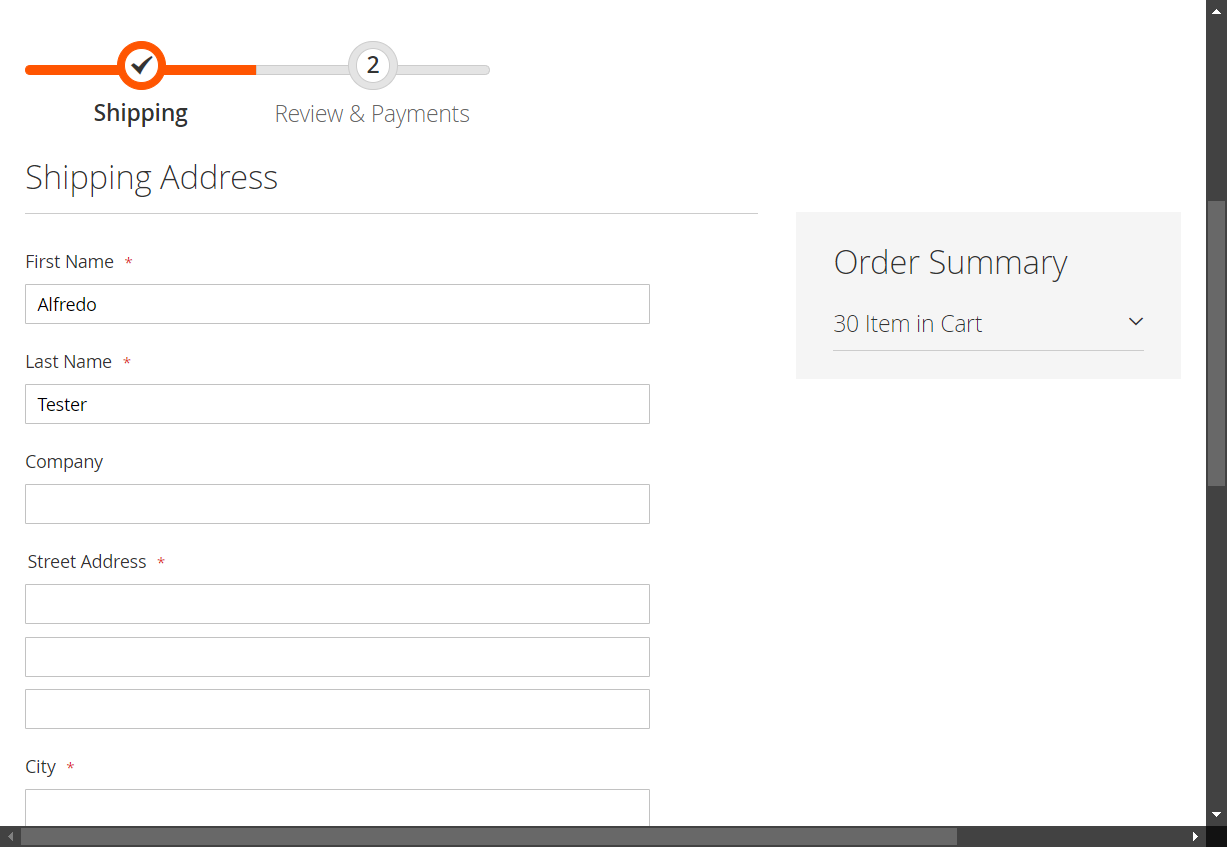 2
Shipping
Review & Payments
Shipping Address
First Name *
Alfredo
Last Name *
Tester
Company
Street Address *
City *
Order Summary
30 Item in Cart